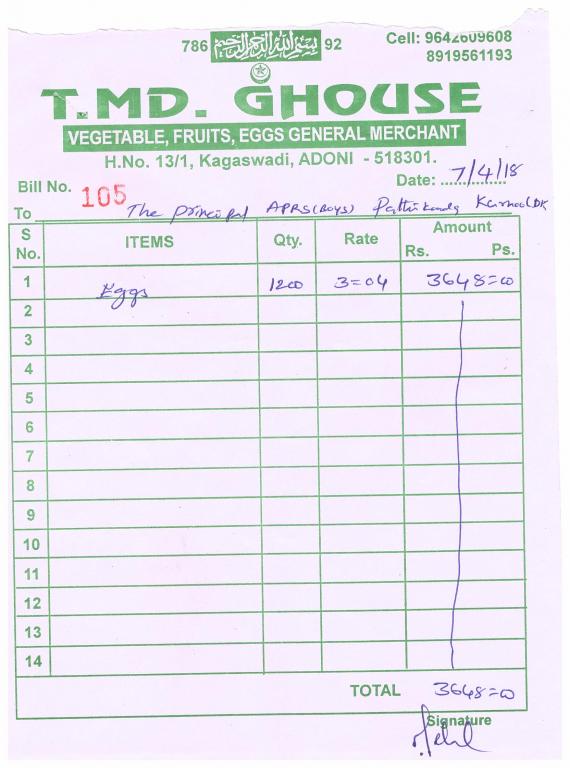 786 بسم الله الرحمن الرحيم 92
Cell: 9642609608
8919561193
T.MD. GHOUSE
VEGETABLE, FRUITS, EGGS GENERAL MERCHANT
H.No. 13/1, Kagaswadi, ADONI - 518301.
Bill No. 105 Date: 7/4/18
To The principal APRS(Boys) Pattikonda Kurnool Dt
S No. ITEMS Qty. Rate Amount Rs. Ps.
1 Eggs 1200 3=04 3648=00
2
3
4
5
6
7
8
9
10
11
12
13
14
TOTAL 3648=00
Signature